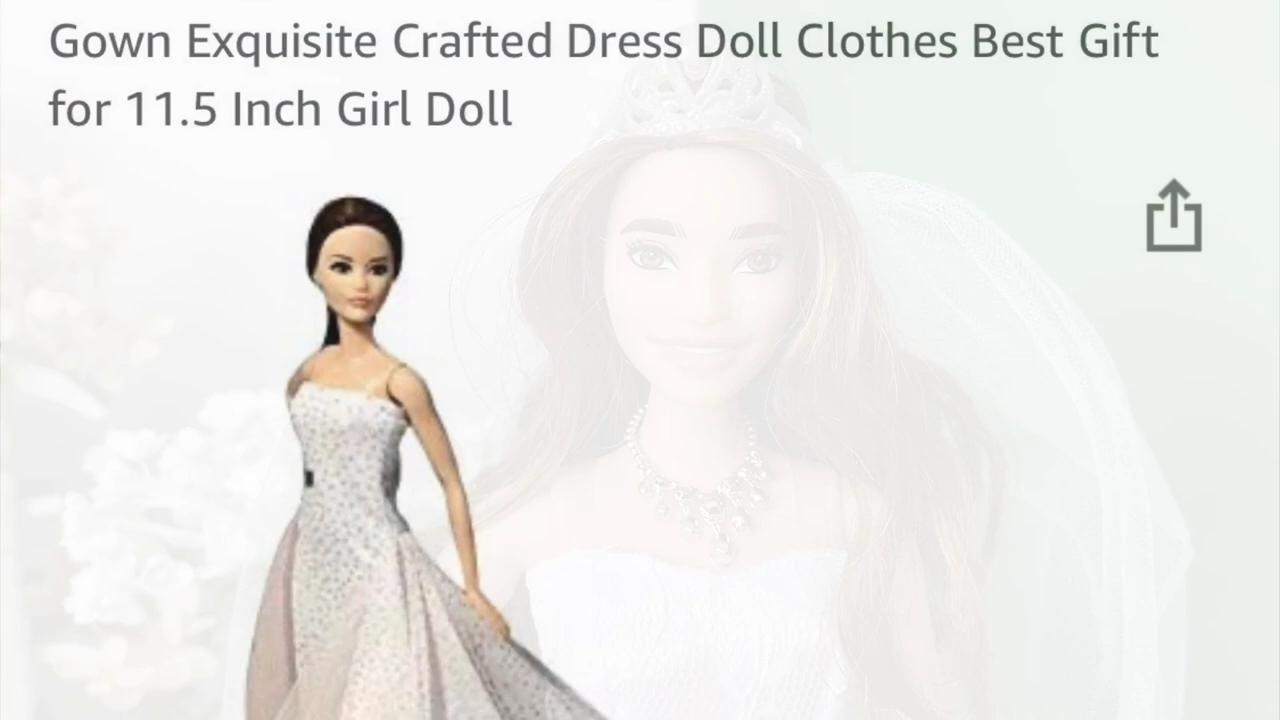 Gown Exquisite Crafted Dress Doll Clothes Best Gift
for 11.5 Inch Girl Doll